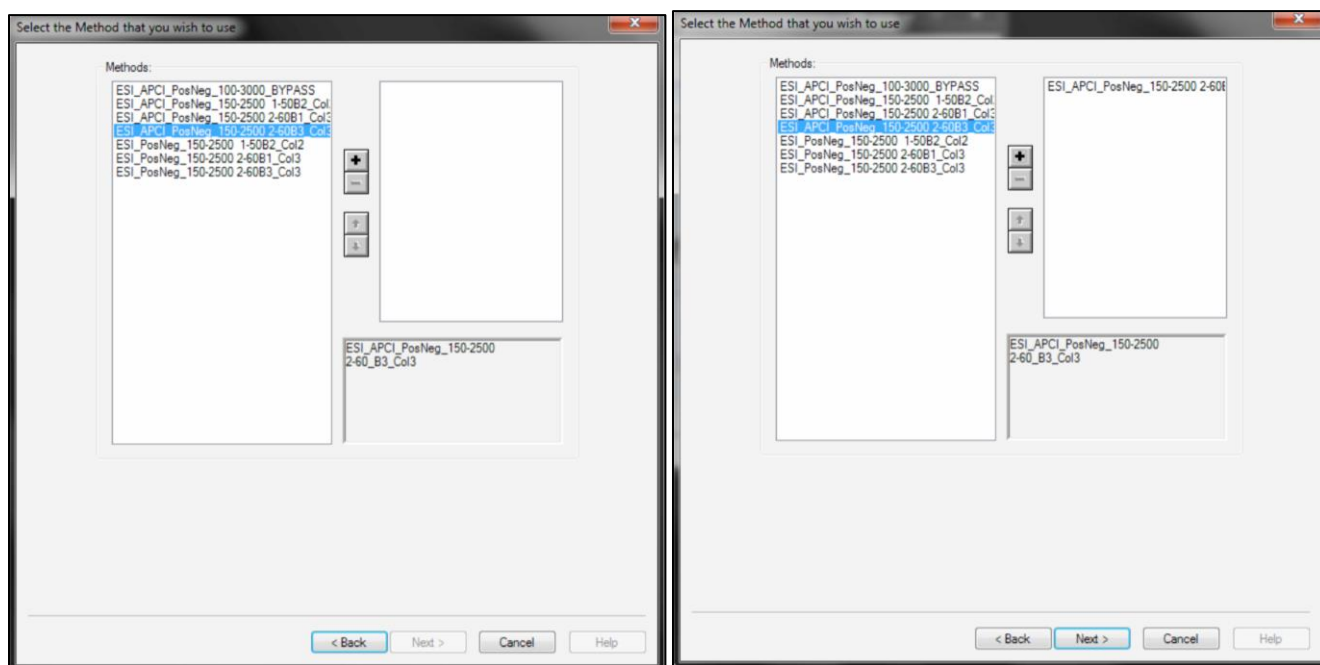 Select the Method that you wish to use
Methods:
ESI_APCI_PosNeg_100-3000_BYPASS
ESI_APCI_PosNeg_150-2500 1-50B2_Col
ESI_APCI_PosNeg_150-2500 2-60B1_Col3
ESI_APCI_PosNeg_150-2500 2-60B3_Col3
ESI_PosNeg_150-2500 1-50B2_Col2
ESI_PosNeg_150-2500 2-60B1_Col3
ESI_PosNeg_150-2500 2-60B3_Col3
ESI_APCI_PosNeg_150-2500
2-60_B3_Col3
< Back Next > Cancel Help
Select the Method that you wish to use
Methods:
ESI_APCI_PosNeg_100-3000_BYPASS
ESI_APCI_PosNeg_150-2500 1-50B2_Col
ESI_APCI_PosNeg_150-2500 2-60B1_Col3
ESI_APCI_PosNeg_150-2500 2-60B3_Col3
ESI_PosNeg_150-2500 1-50B2_Col2
ESI_PosNeg_150-2500 2-60B1_Col3
ESI_PosNeg_150-2500 2-60B3_Col3
ESI_APCI_PosNeg_150-2500 2-60
ESI_APCI_PosNeg_150-2500
2-60_B3_Col3
< Back Next > Cancel Help